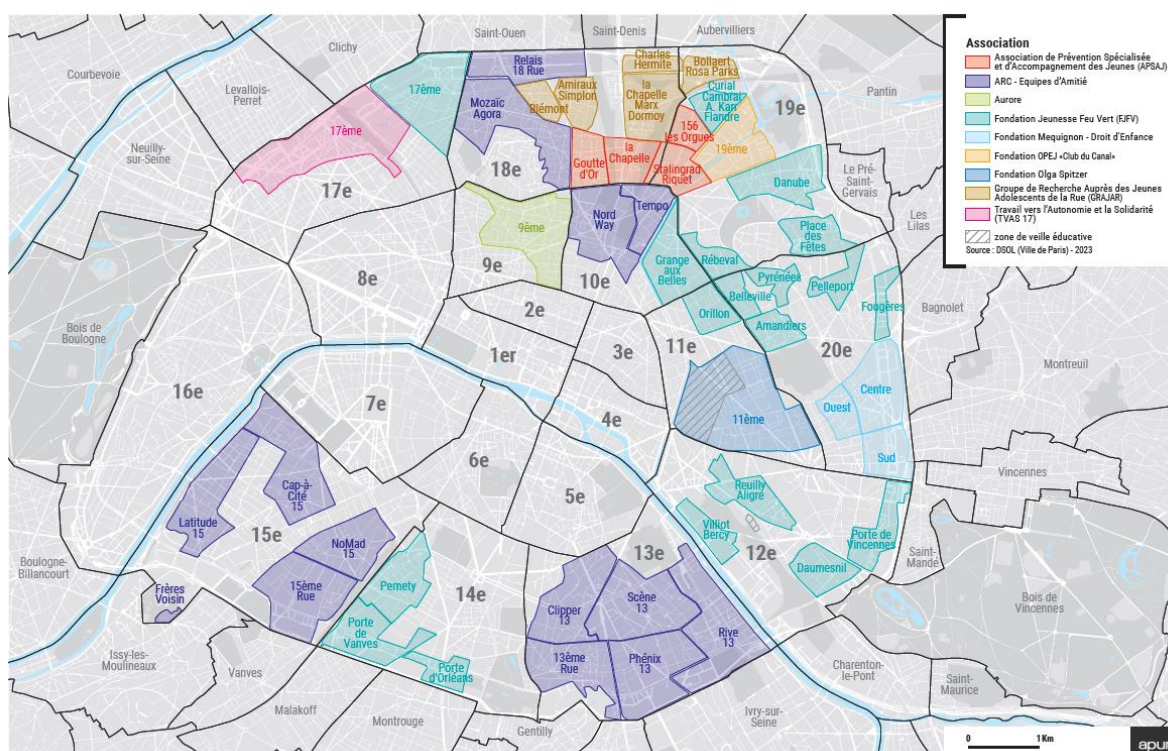 Saint-Ouen
Saint-Denis
Aubervilliers
Clichy
Courbevoie
Levallois-
Perret
Neuilly-
sur-Seine
Pantin
Le Pré-
Saint-
Gervais
Les
Lilas
Bagnolet
Montreuil
Bois de
Boulogne
Vincennes
Saint-
Mandé
Bois de
Vincennes
Boulogne-
Billancourt
Issy-les-
Moulineaux
Vanves
Malakoff
Montrouge
Gentilly
Ivry-sur-
Seine
Charenton-
le-Pont
Saint-
Maurice
17ème
17ème
17e
Relais
18 Rue
Mozaïc
Agora
Blémont
Amiraux
Simplon
18e
Charles
Hermite
la
Chapelle
Marx
Dormoy
Goutte
d'Or
la
Chapelle
Bollaert
Rosa Parks
Curial
Cambrai
A. Karr
Flandre
156
les Orgues
19ème
Stalingrad
Riquet
19e
Danube
Place
des
Fêtes
8e
9ème
9e
Nord
Way
Tempo
10e
Grange
aux
Belles
Rébeval
Pyrénées
Belleville
Pelleport
Fougères
Orillon
Amandiers
2e
1er
3e
11e
20e
16e
7e
4e
11ème
Ouest
Centre
Sud
6e
5e
Cap-à-
Cité
15
Latitude
15
15e
NoMad
15
15ème
Rue
Frères
Voisin
Pernety
14e
Porte
de
Vanves
Porte
d'Orléans
13e
Clipper
13
Scène
13
13ème
Rue
Phénix
13
Rive
13
Reuilly
Aligre
Villiot
Bercy
12e
Daumesnil
Porte de
Vincennes
Association
Association de Prévention Spécialisée
et d'Accompagnement des Jeunes (APSAJ)
ARC - Equipes d'Amitié
Aurore
Fondation Jeunesse Feu Vert (FJFV)
Fondation Mequignon - Droit d'Enfance
Fondation OPEJ «Club du Canal»
Fondation Olga Spitzer
Groupe de Recherche Auprès des Jeunes
Adolescents de la Rue (GRAJAR)
Travail vers l'Autonomie et la Solidarité
(TVAS 17)
zone de veille éducative
Source : DSOL (Ville de Paris) - 2023
0 1 Km
apur